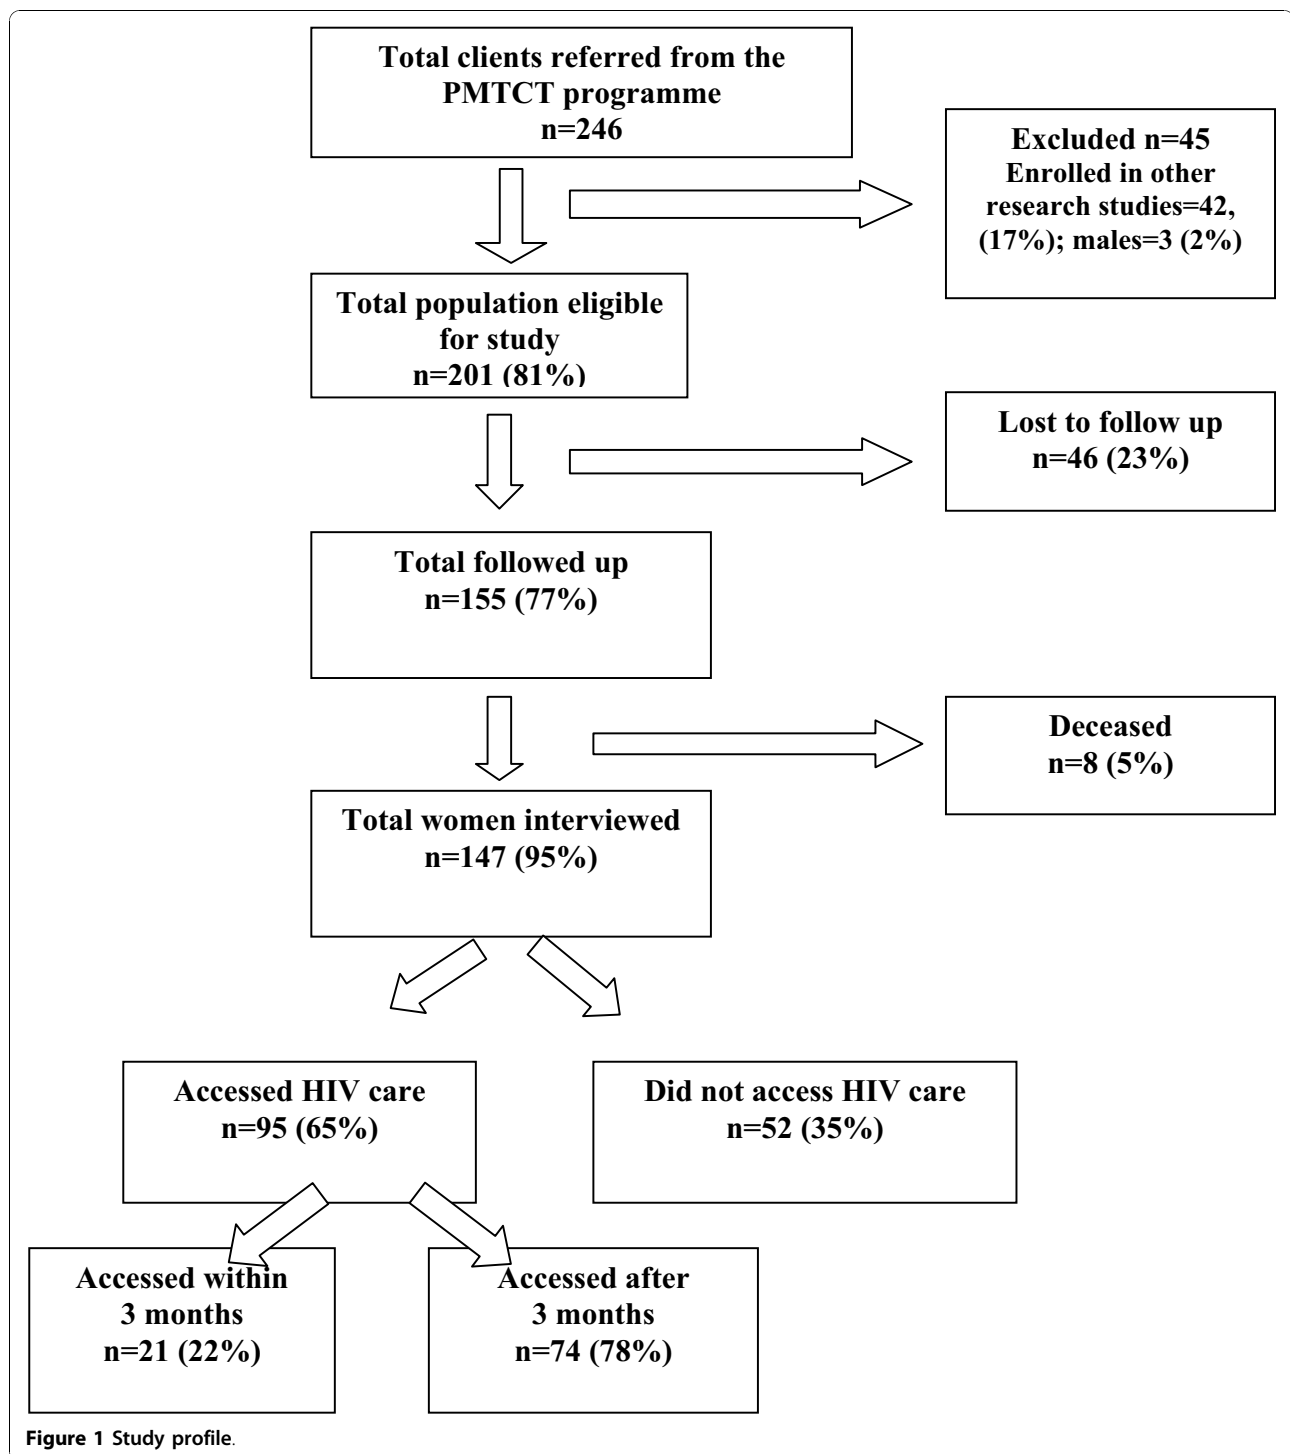 Total clients referred from the
PMTCT programme
n=246
Excluded n=45
Enrolled in other
research studies=42,
(17%); males=3 (2%)
Total population eligible
for study
n=201 (81%)
Lost to follow up
n=46 (23%)
Total followed up
n=155 (77%)
Deceased
n=8 (5%)
Total women interviewed
n=147 (95%)
Accessed HIV care
n=95 (65%)
Did not access HIV care
n=52 (35%)
Accessed within
3 months
n=21 (22%)
Accessed after
3 months
n=74 (78%)
Figure 1 Study profile.